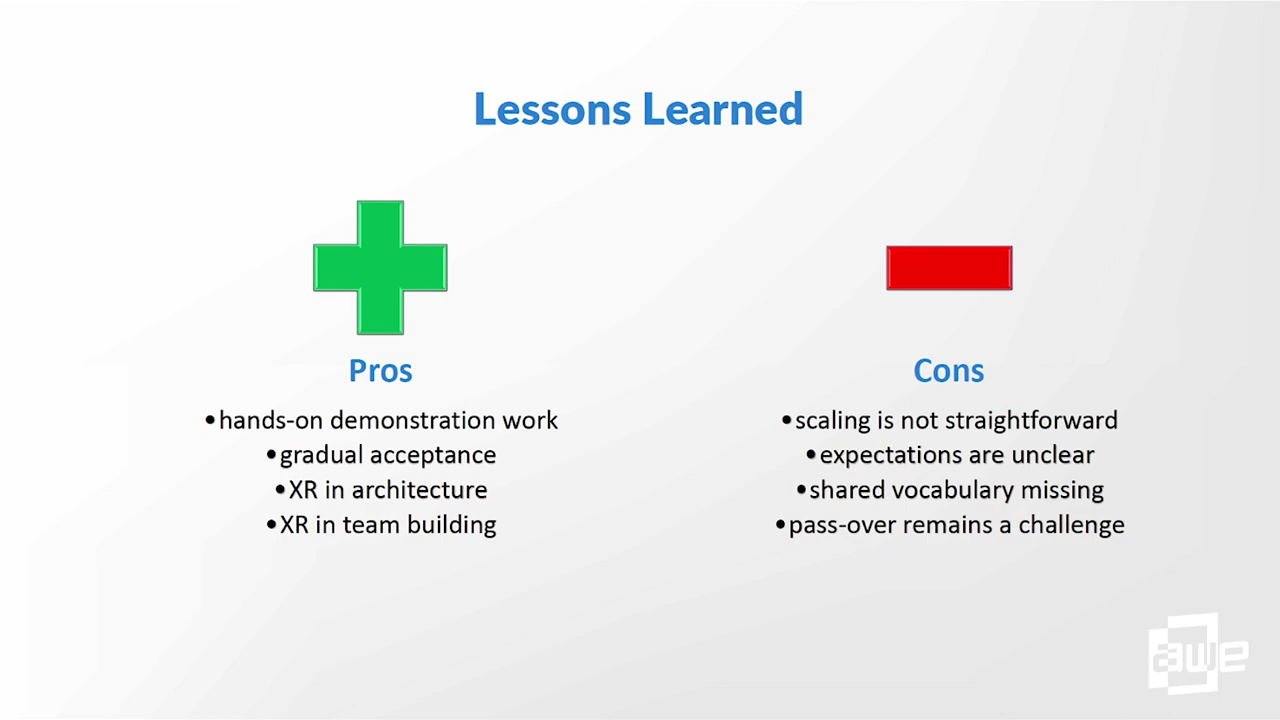 Lessons Learned
Pros
•hands-on demonstration work
•gradual acceptance
•XR in architecture
•XR in team building
Cons
•scaling is not straightforward
•expectations are unclear
•shared vocabulary missing
•pass-over remains a challenge
awe